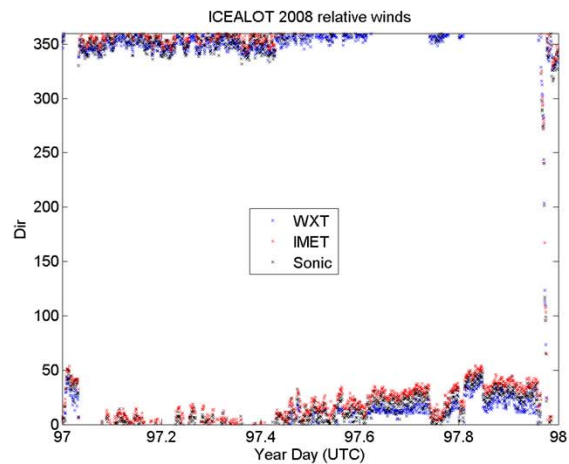 ICEALOT 2008 relative winds
350
300
250
200
150
100
50
0
Dir
WXT
IMET
Sonic
97
97.2
97.4
97.6
97.8
98
Year Day (UTC)